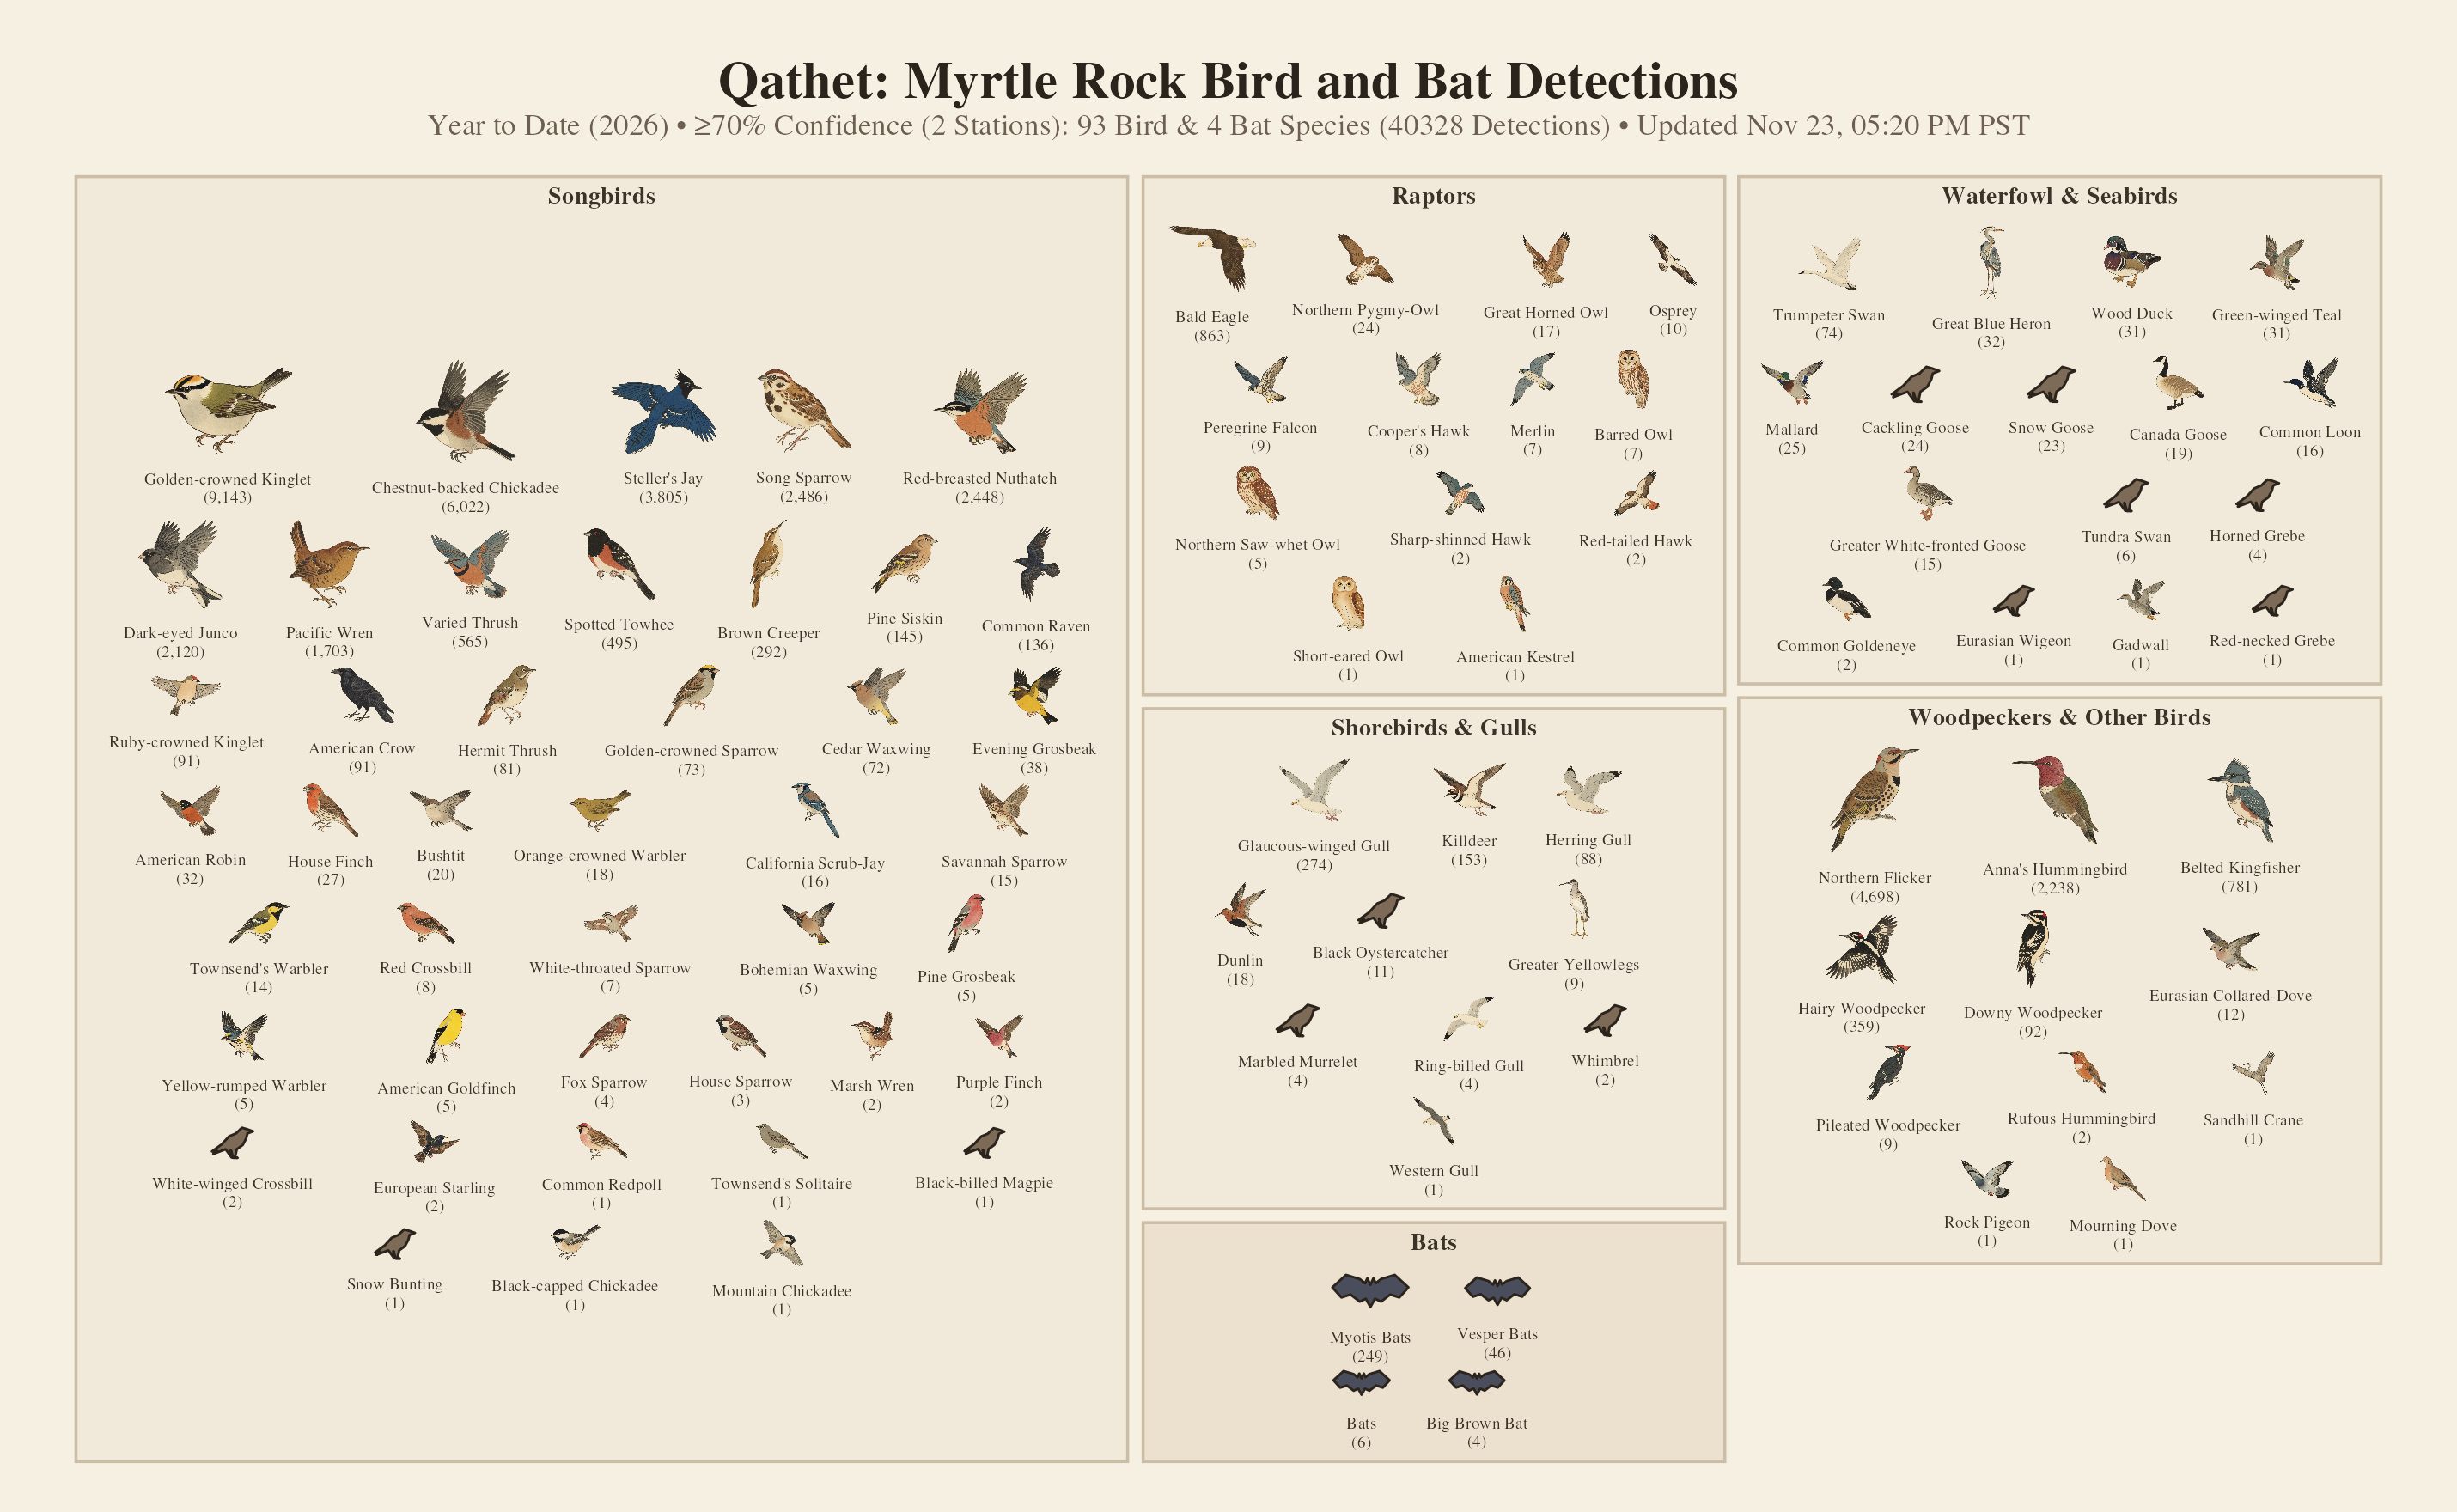 Qathet: Myrtle Rock Bird and Bat Detections
Year to Date (2026) • ≥70% Confidence (2 Stations): 93 Bird & 4 Bat Species (40328 Detections) • Updated Nov 23, 05:20 PM PST
Songbirds
Golden-crowned Kinglet
(9,143)
Chestnut-backed Chickadee
(6,022)
Steller's Jay
(3,805)
Song Sparrow
(2,486)
Red-breasted Nuthatch
(2,448)
Dark-eyed Junco
(2,120)
Pacific Wren
(1,703)
Varied Thrush
(565)
Spotted Towhee
(495)
Brown Creeper
(292)
Pine Siskin
(145)
Common Raven
(136)
Ruby-crowned Kinglet
(91)
American Crow
(91)
Hermit Thrush
(81)
Golden-crowned Sparrow
(73)
Cedar Waxwing
(72)
Evening Grosbeak
(38)
American Robin
(32)
House Finch
(27)
Bushtit
(20)
Orange-crowned Warbler
(18)
California Scrub-Jay
(16)
Savannah Sparrow
(15)
Townsend's Warbler
(14)
Red Crossbill
(8)
White-throated Sparrow
(7)
Bohemian Waxwing
(5)
Pine Grosbeak
(5)
Yellow-rumped Warbler
(5)
American Goldfinch
(5)
Fox Sparrow
(4)
House Sparrow
(3)
Marsh Wren
(2)
Purple Finch
(2)
White-winged Crossbill
(2)
European Starling
(2)
Common Redpoll
(1)
Townsend's Solitaire
(1)
Black-billed Magpie
(1)
Snow Bunting
(1)
Black-capped Chickadee
(1)
Mountain Chickadee
(1)
Raptors
Bald Eagle
(863)
Northern Pygmy-Owl
(24)
Great Horned Owl
(17)
Osprey
(10)
Peregrine Falcon
(9)
Cooper's Hawk
(8)
Merlin
(7)
Barred Owl
(7)
Northern Saw-whet Owl
(5)
Sharp-shinned Hawk
(2)
Red-tailed Hawk
(2)
Short-eared Owl
(1)
American Kestrel
(1)
Shorebirds & Gulls
Glaucous-winged Gull
(274)
Killdeer
(153)
Herring Gull
(88)
Dunlin
(18)
Black Oystercatcher
(11)
Greater Yellowlegs
(9)
Marbled Murrelet
(4)
Ring-billed Gull
(4)
Whimbrel
(2)
Western Gull
(1)
Bats
Myotis Bats
(249)
Vesper Bats
(46)
Bats
(6)
Big Brown Bat
(4)
Waterfowl & Seabirds
Trumpeter Swan
(74)
Great Blue Heron
(32)
Wood Duck
(31)
Green-winged Teal
(31)
Mallard
(25)
Cackling Goose
(24)
Snow Goose
(23)
Canada Goose
(19)
Common Loon
(16)
Greater White-fronted Goose
(15)
Tundra Swan
(6)
Horned Grebe
(4)
Common Goldeneye
(2)
Eurasian Wigeon
(1)
Gadwall
(1)
Red-necked Grebe
(1)
Woodpeckers & Other Birds
Northern Flicker
(4,698)
Anna's Hummingbird
(2,238)
Belted Kingfisher
(781)
Hairy Woodpecker
(359)
Downy Woodpecker
(92)
Eurasian Collared-Dove
(12)
Pileated Woodpecker
(9)
Rufous Hummingbird
(2)
Sandhill Crane
(1)
Rock Pigeon
(1)
Mourning Dove
(1)